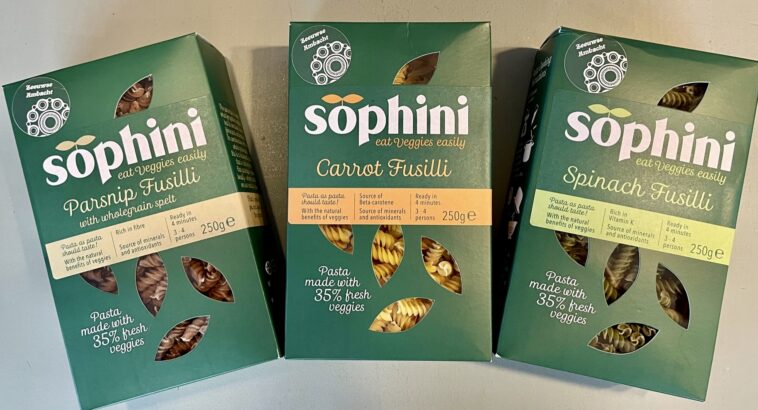 Zeeuwse
Ambacht
sophini
eat Veggies easily
Parsnip Fusilli
with wholegrain spelt
Pasta as pasta
should taste!
With the natural
benefits of veggies
Rich in fibre
Source of minerals
and antioxidants
Ready in
4 minutes
3 - 4
persons
250g e
Pasta
made with
35% fresh
veggies
Zeeuwse
Ambacht
sophini
eat Veggies easily
Carrot Fusilli
Pasta as pasta
should taste!
With the natural
benefits of veggies
Source of
Beta-carotene
Source of minerals
and antioxidants
Ready in
4 minutes
3 - 4
persons
250g e
Pasta
made with
35% fresh
veggies
Zeeuwse
Ambacht
sophini
eat Veggies easily
Spinach Fusilli
Pasta as pasta
should taste!
With the natural
benefits of veggies
Rich in
Vitamin K
Source of minerals
and antioxidants
Ready in
4 minutes
3 - 4
persons
250g e
Pasta
made with
35% fresh
veggies